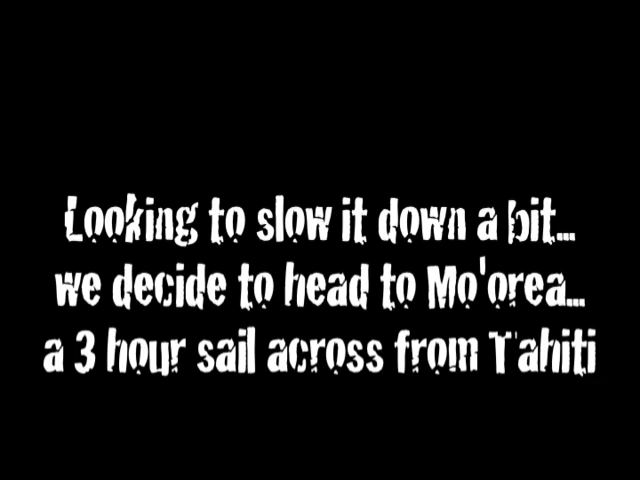 Looking to slow it down a bit...
we decide to head to Mo'orea...
a 3 hour sail across from Tahiti